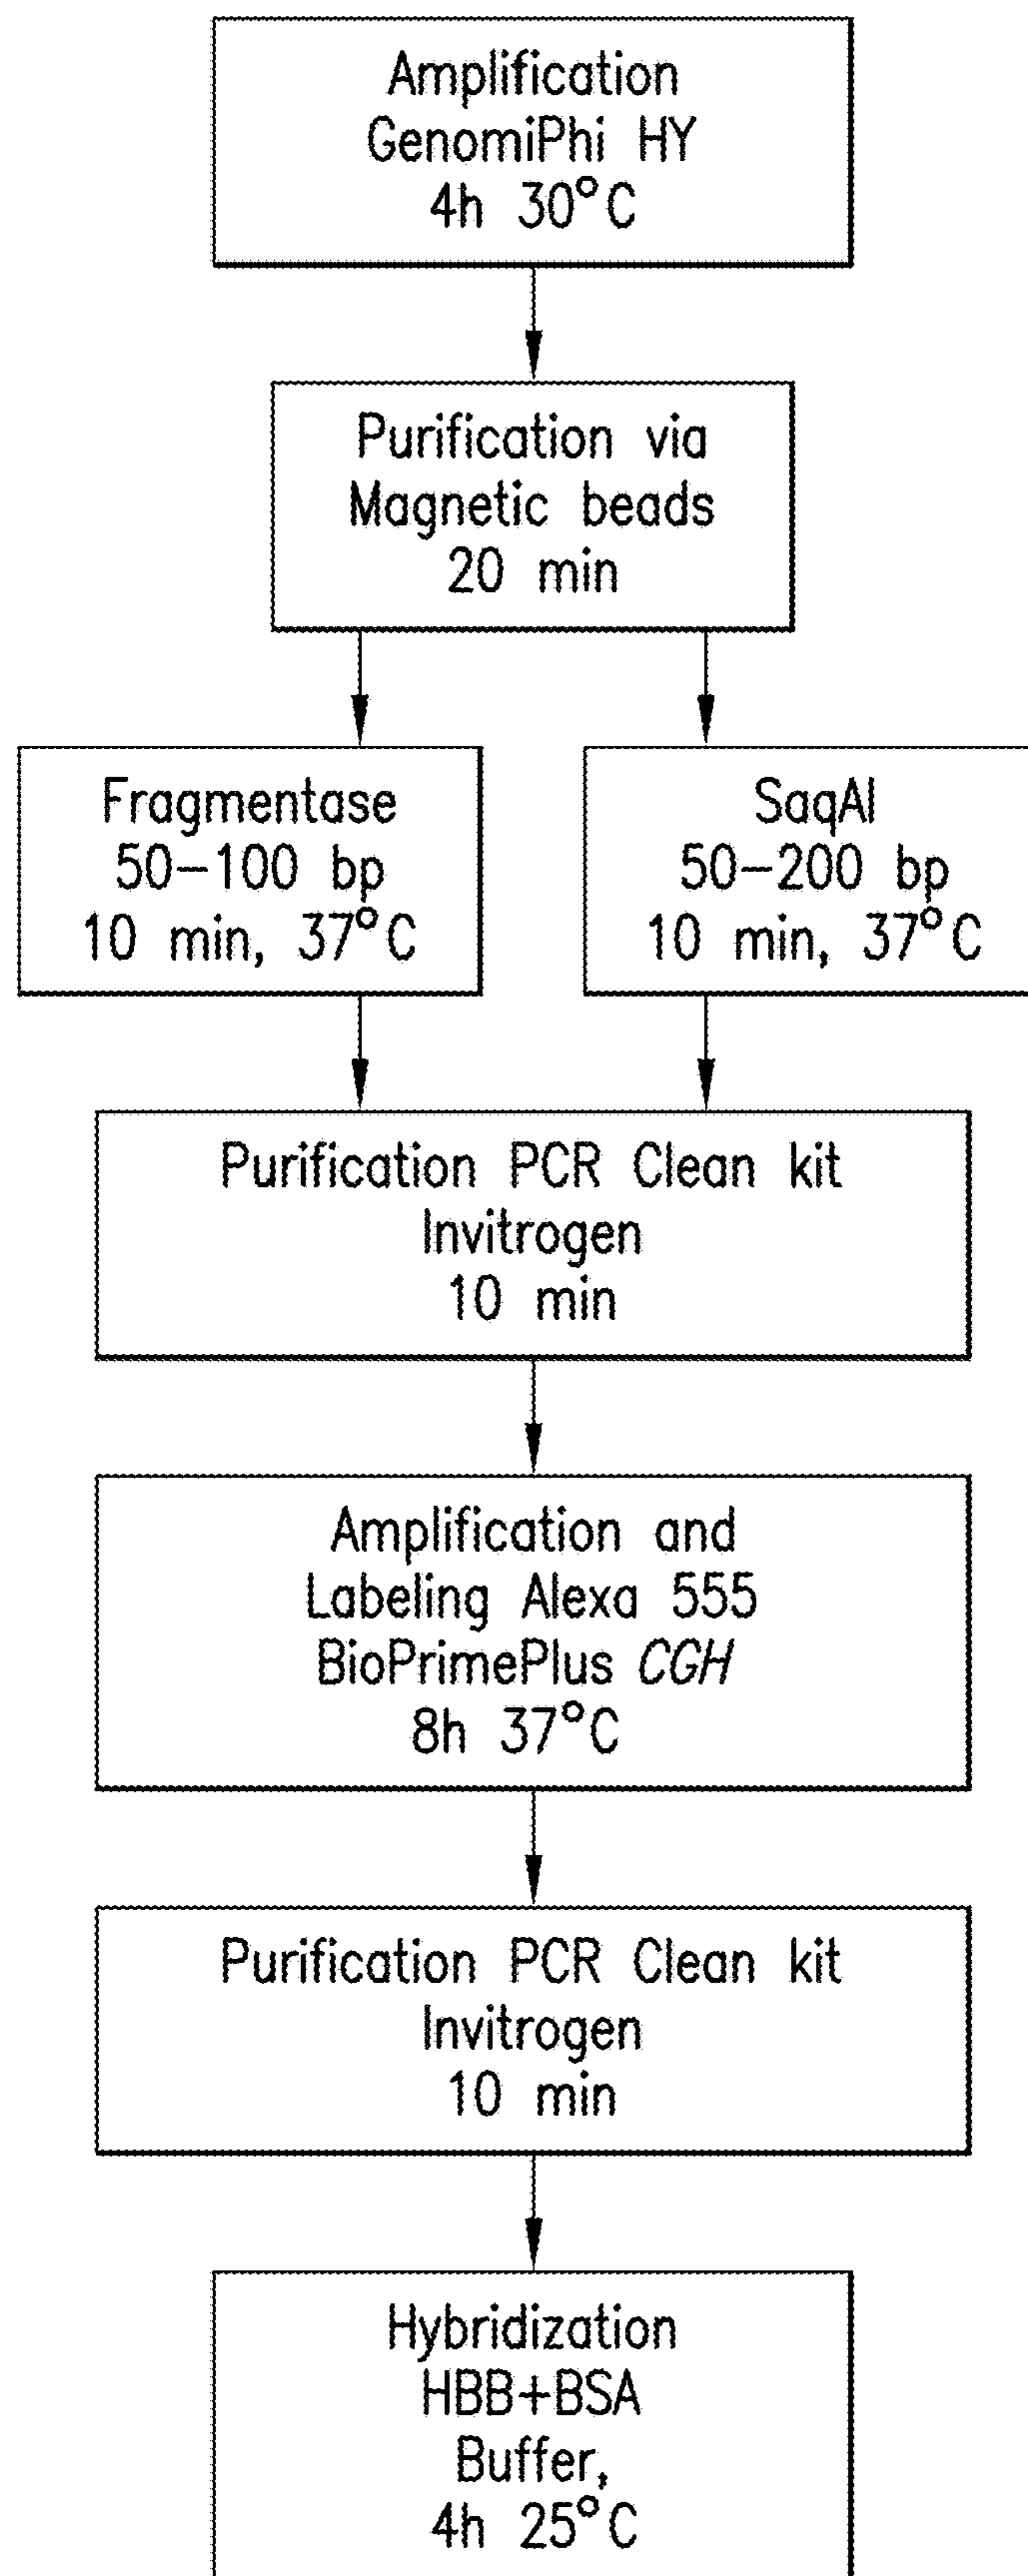 Amplification
GenomiPhi HY
4h 30°C
Purification via
Magnetic beads
20 min
Fragmentase
50-100 bp
10 min, 37°C
SaqAI
50-200 bp
10 min, 37°C
Purification PCR Clean kit
Invitrogen
10 min
Amplification and
Labeling Alexa 555
BioPrimePlus CGH
8h 37°C
Purification PCR Clean kit
Invitrogen
10 min
Hybridization
HBB+BSA
Buffer,
4h 25°C